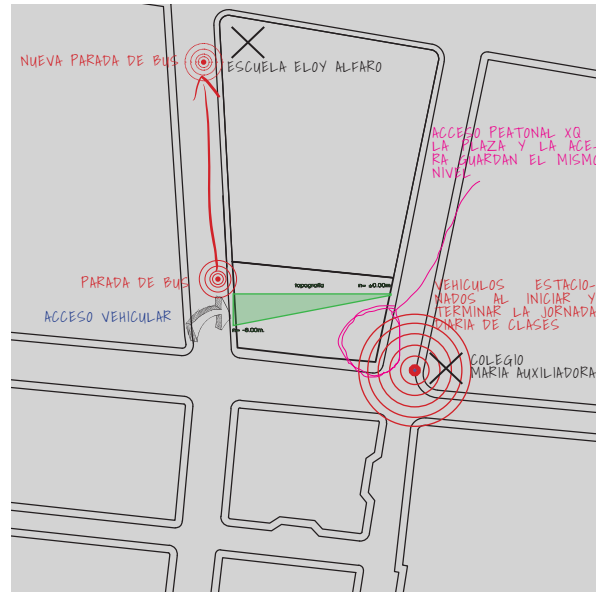 NUEVA PARADA DE BUS
ESCUELA ELOY ALFARO
ACCESO PEATONAL XQ
LA PLAZA Y LA ACE-
RA GUARDAN EL MISMO
NIVEL
PARADA DE BUS
topografia
n= ±0.00m.
VEHICULOS ESTACIO-
NADOS AL INICIAR Y
TERMINAR LA JORNADA
DIARIA DE CLASES
ACCESO VEHICULAR
n= -8.00m.
COLEGIO
MARIA AUXILIADORA